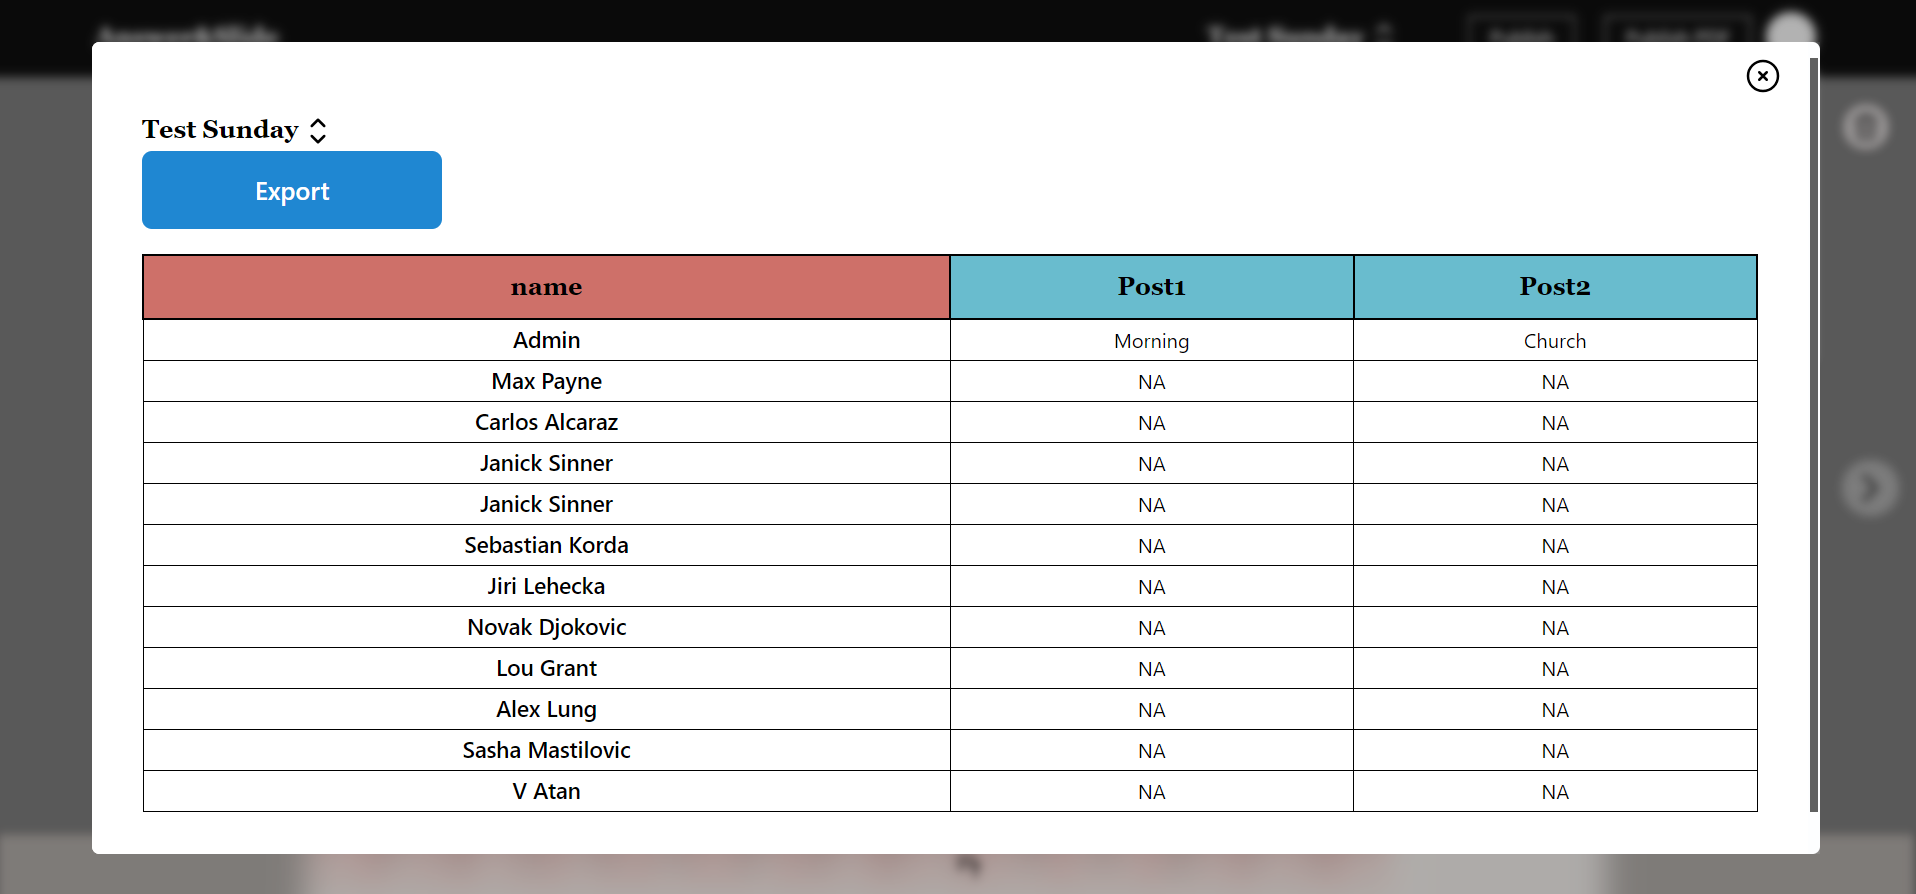 Test Sunday
Test Sunday
Export
name Post1 Post2
Admin Morning Church
Max Payne NA NA
Carlos Alcaraz NA NA
Janick Sinner NA NA
Janick Sinner NA NA
Sebastian Korda NA NA
Jiri Lehecka NA NA
Novak Djokovic NA NA
Lou Grant NA NA
Alex Lung NA NA
Sasha Mastilovic NA NA
V Atan NA NA